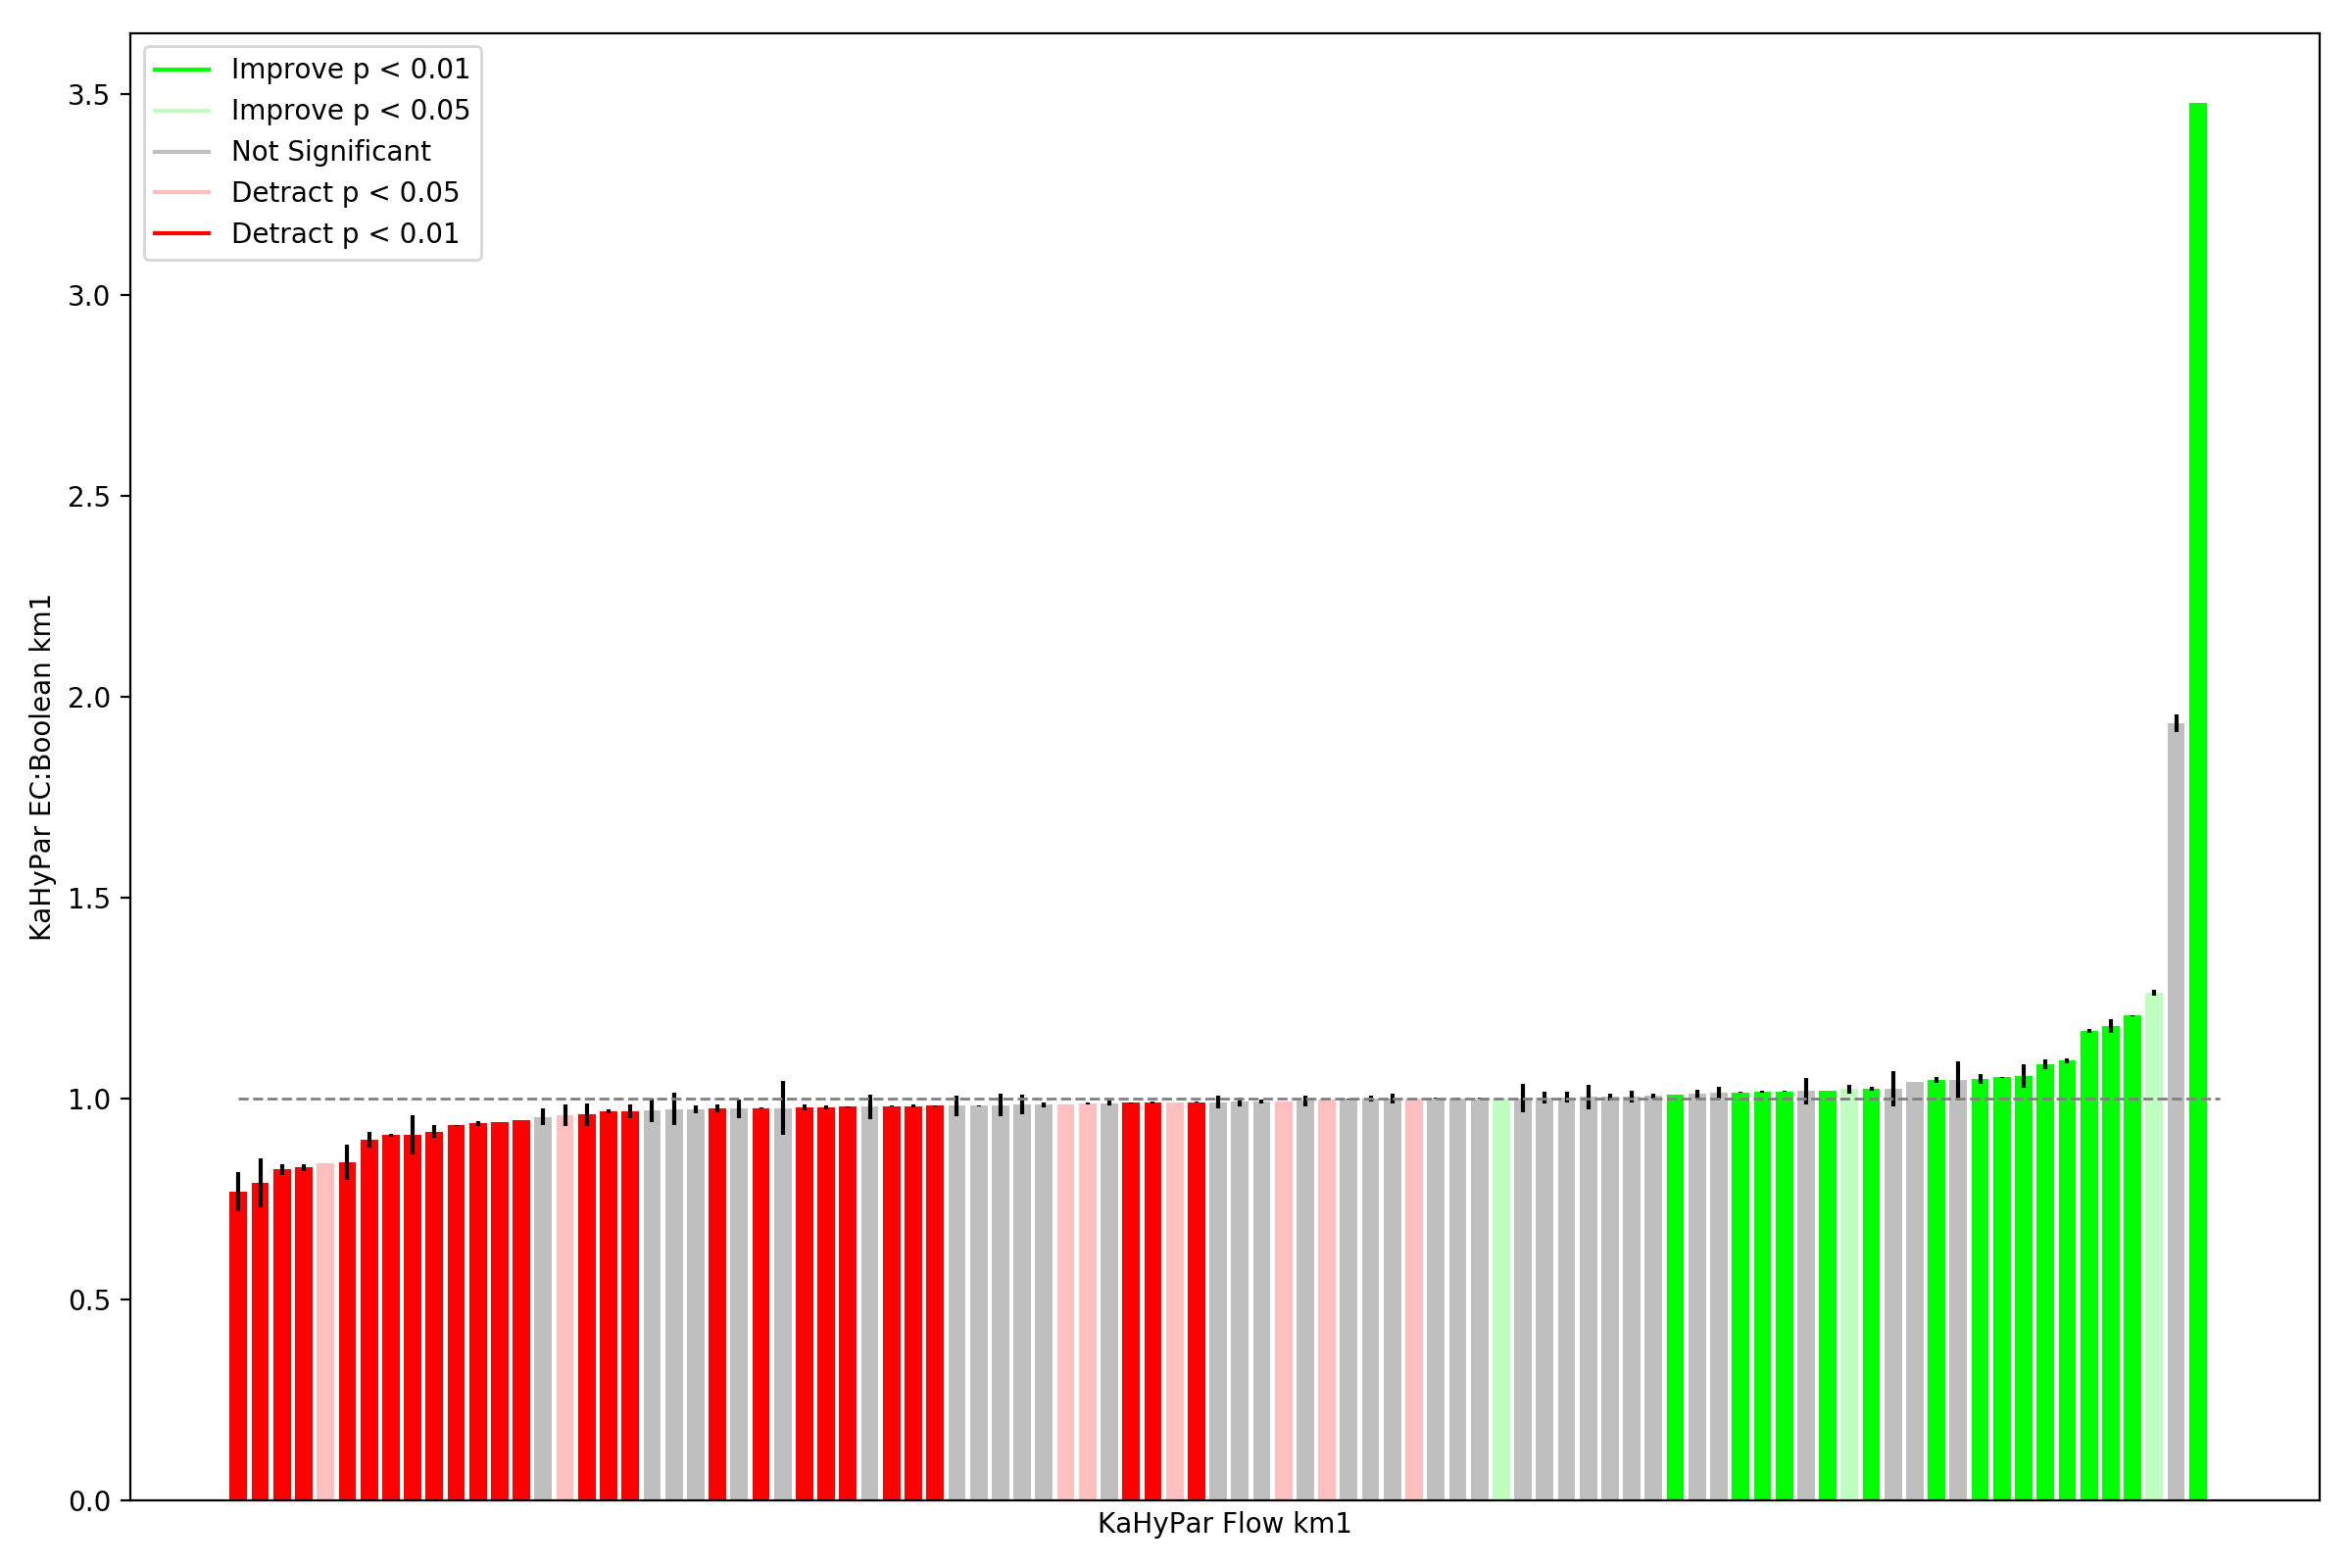 Improve p < 0.01
Improve p < 0.05
Not Significant
Detract p < 0.05
Detract p < 0.01
3.5
3.0
2.5
2.0
1.5
1.0
0.5
0.0
KaHyPar EC:Boolean km1
KaHyPar Flow km1